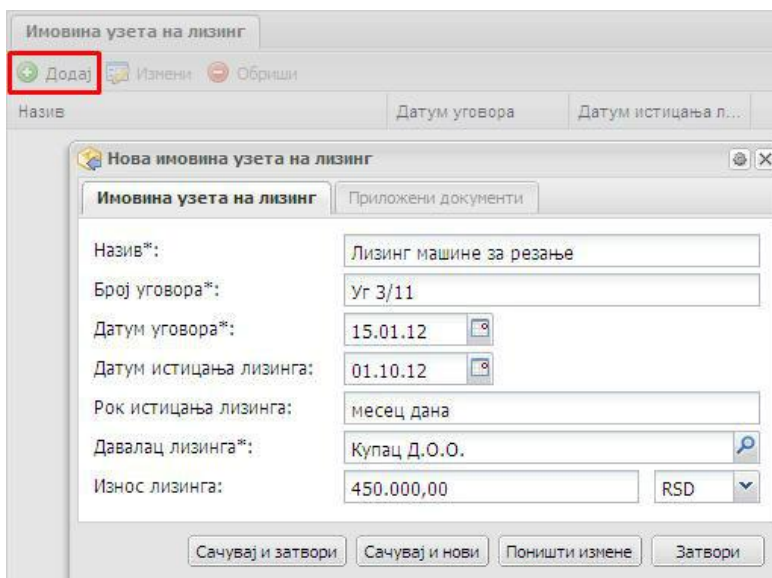 Имовина узета на лизинг
Додај Измени Обриши
Назив Датум уговора Датум истицања л...
Нова имовина узета на лизинг
Имовина узета на лизинг Приложени документи
Назив*: Лизинг машине за резање
Број уговора*: Уг 3/11
Датум уговора*: 15.01.12
Датум истицања лизинга: 01.10.12
Рок истицања лизинга: месец дана
Давалац лизинга*: Купац Д.О.О.
Износ лизинга: 450.000,00 RSD
Сачувај и затвори Сачувај и нови Поништи измене Затвори